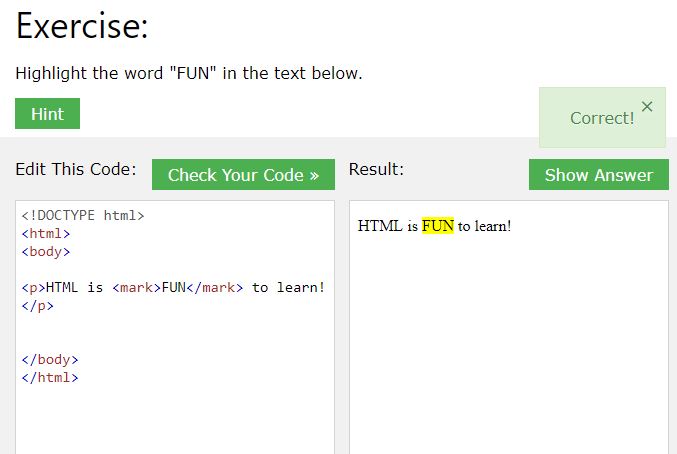 Exercise:
Highlight the word "FUN" in the text below.
Hint
Correct!
×
Edit This Code:
Check Your Code »
Result:
Show Answer
<!DOCTYPE html>
<html>
<body>
<p>HTML is <mark>FUN</mark> to learn!
</p>
</body>
</html>
HTML is FUN to learn!